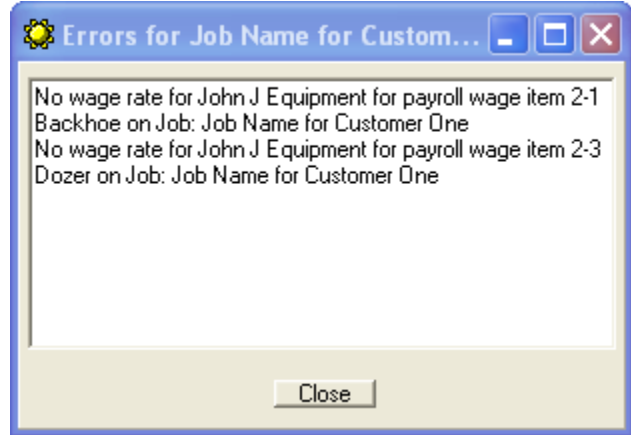 Errors for Job Name for Custom...
No wage rate for John J Equipment for payroll wage item 2-1
Backhoe on Job: Job Name for Customer One
No wage rate for John J Equipment for payroll wage item 2-3
Dozer on Job: Job Name for Customer One
Close